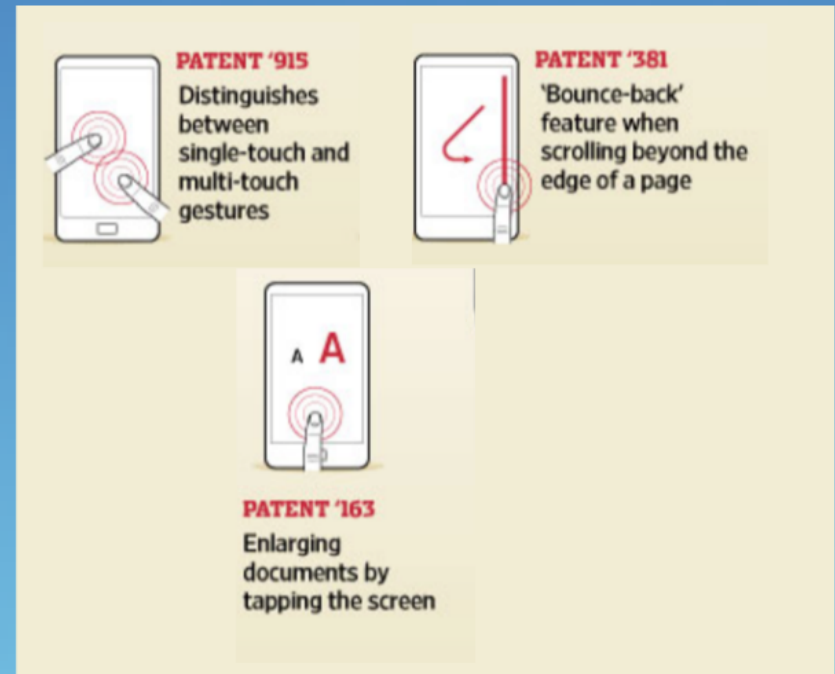 PATENT '915
Distinguishes
between
single-touch and
multi-touch
gestures
PATENT '381
'Bounce-back'
feature when
scrolling beyond the
edge of a page
A A
PATENT '163
Enlarging
documents by
tapping the screen